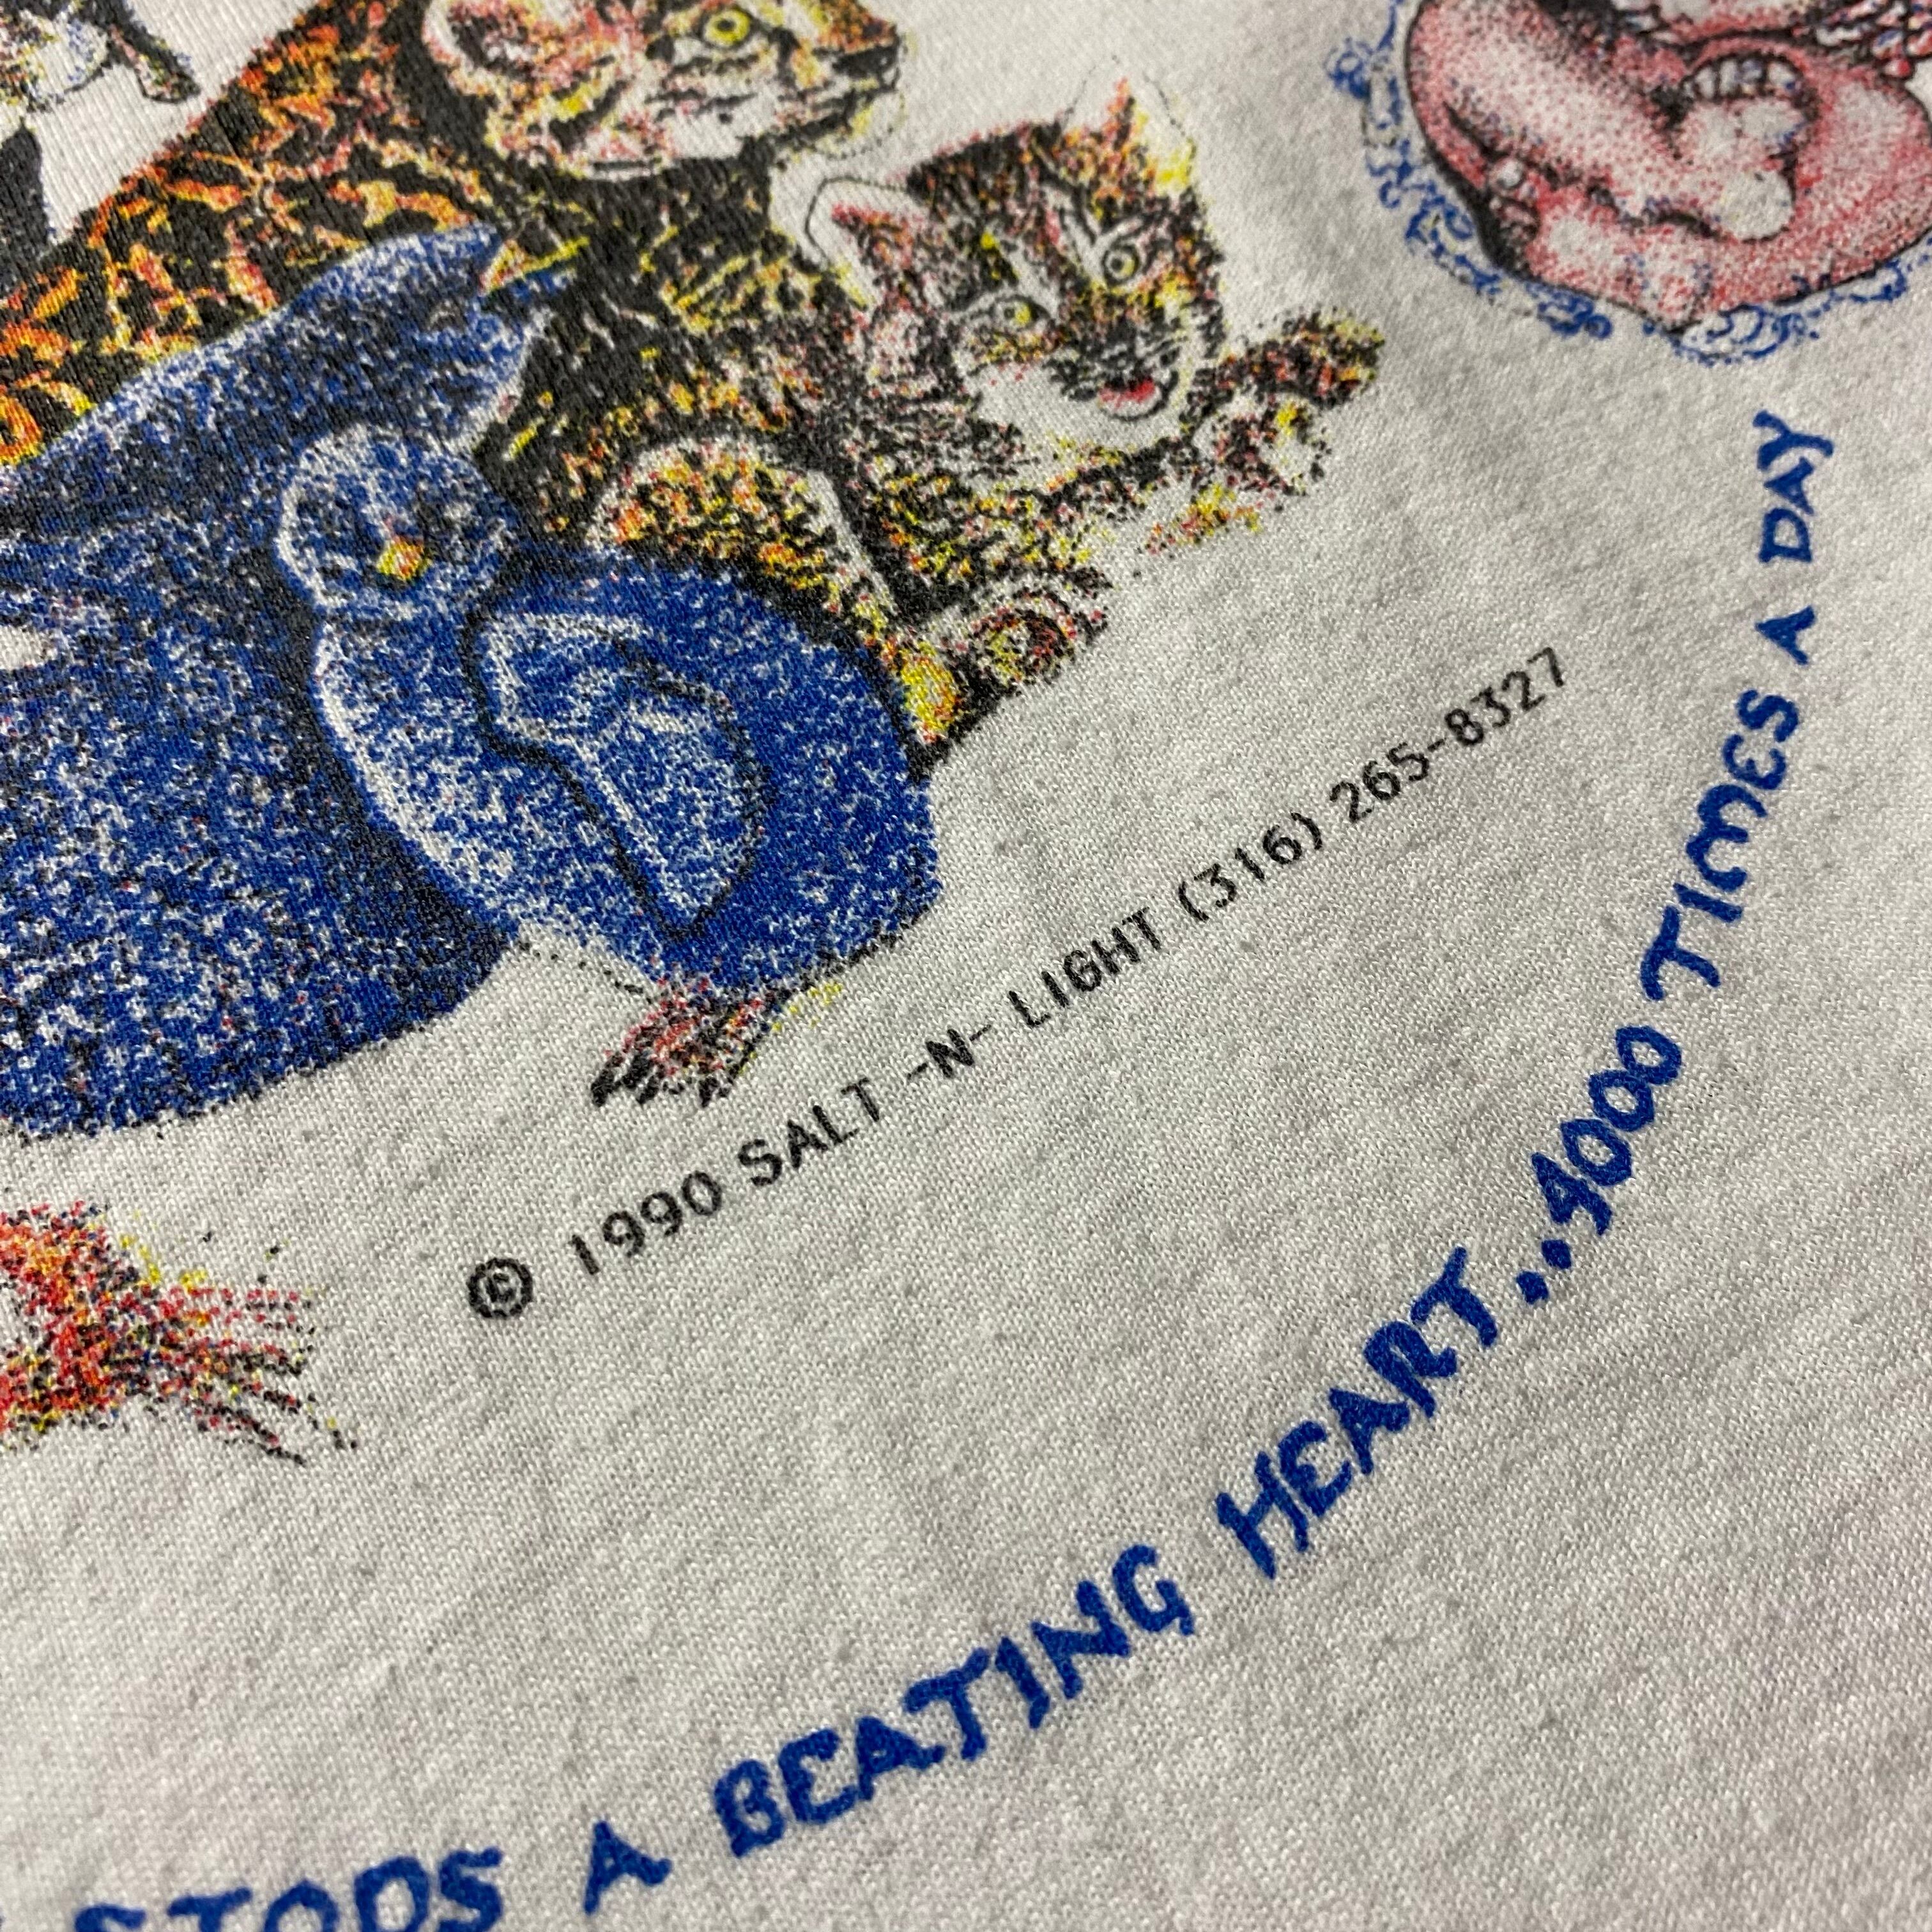 © 1990 SALT -N- LIGHT (316) 265-8327
STOPS A BEATING HEART...4000 TIMES A DAY